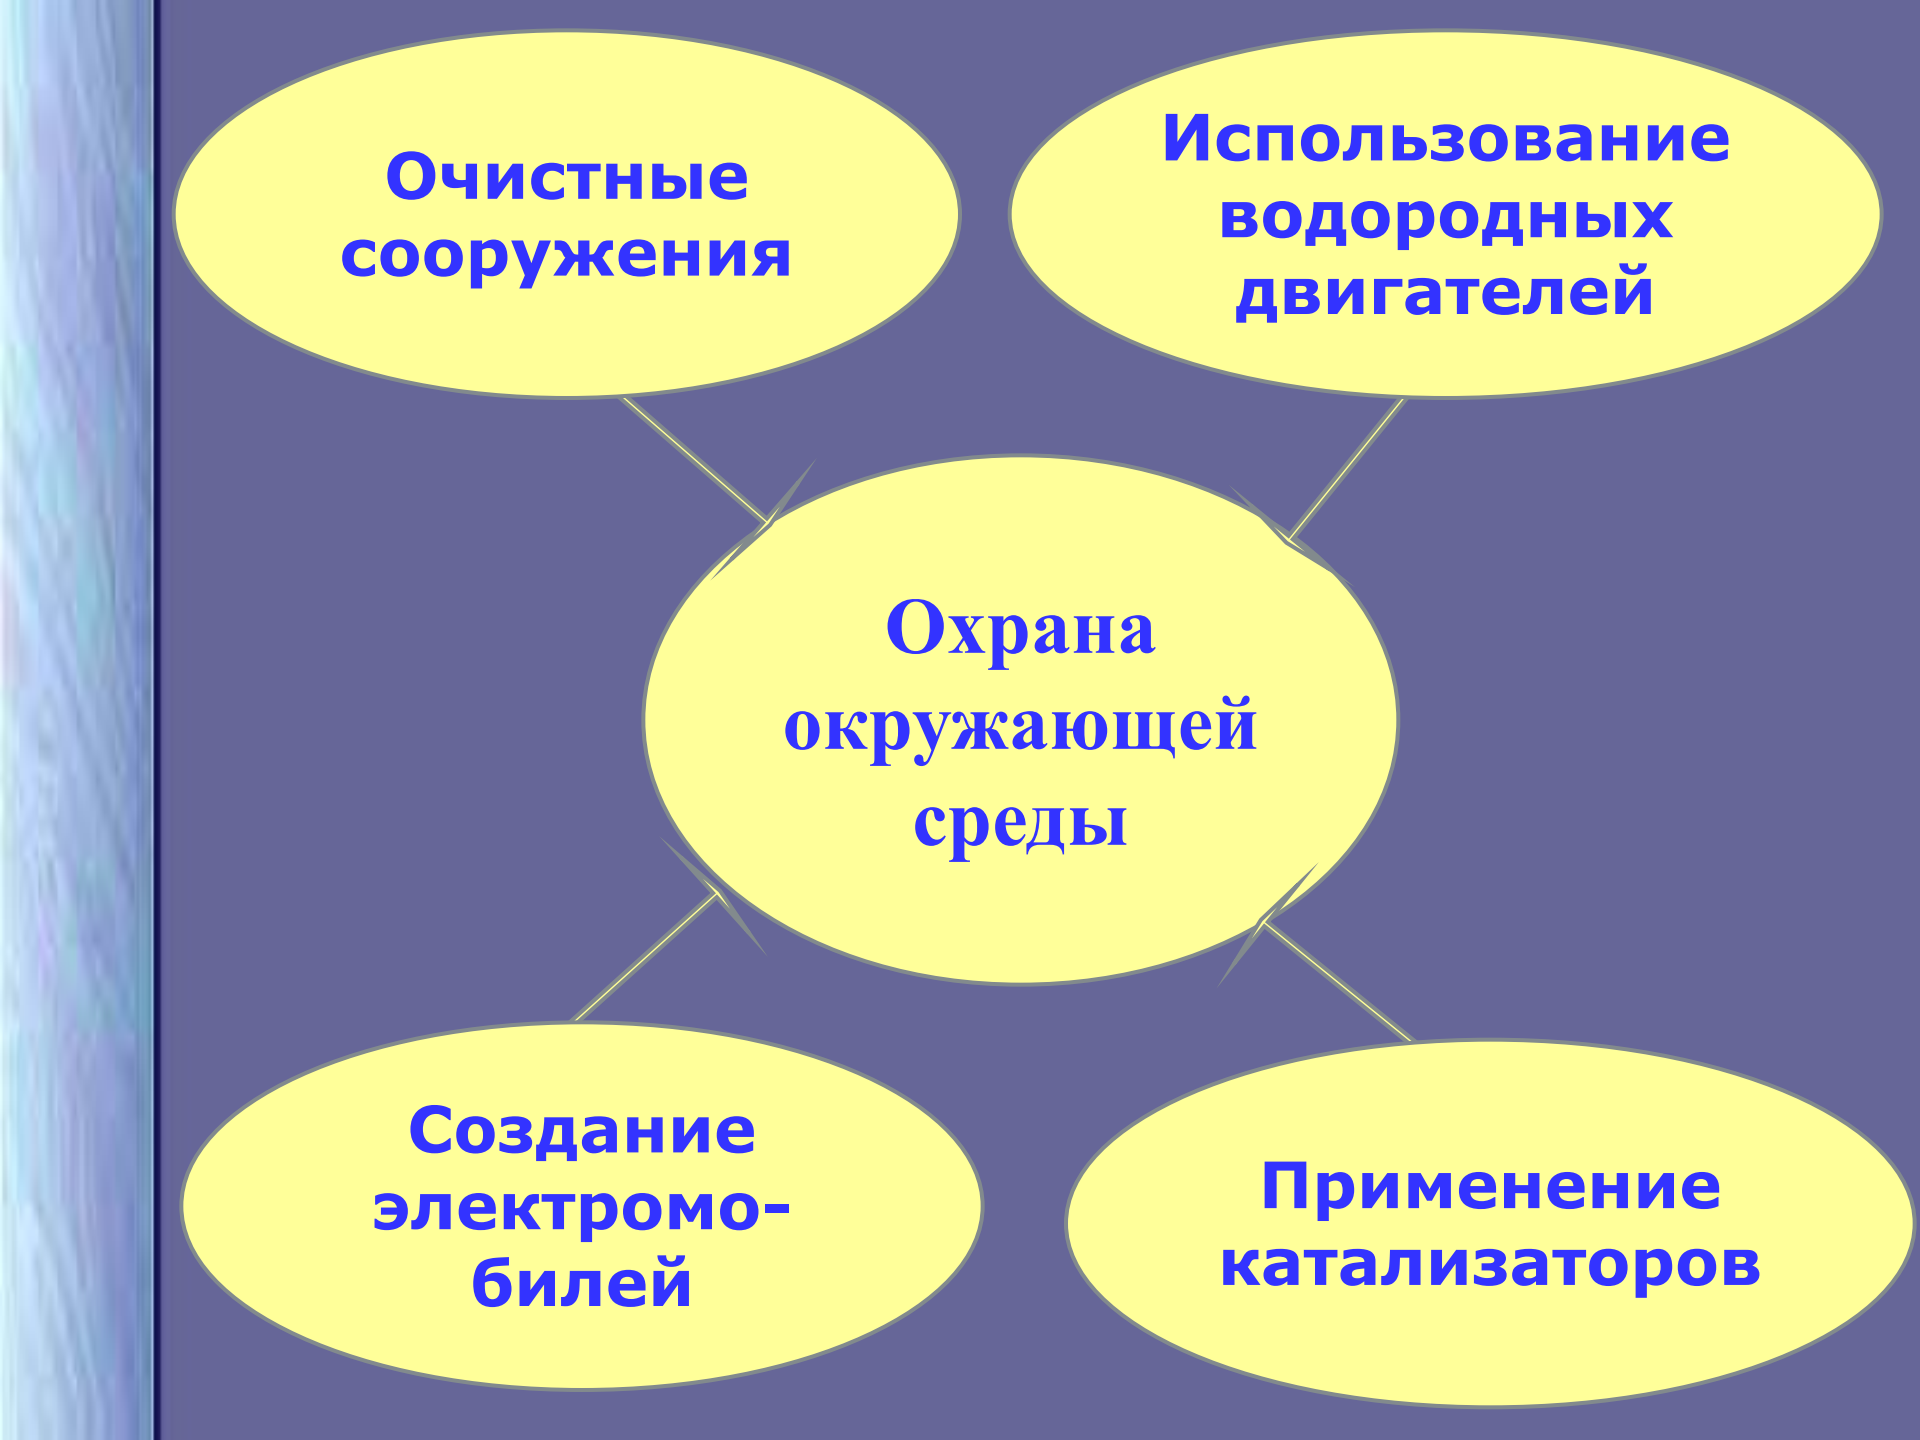 Очистные
сооружения
Использование
водородных
двигателей
Охрана
окружающей
среды
Создание
электромо-
билей
Применение
катализаторов